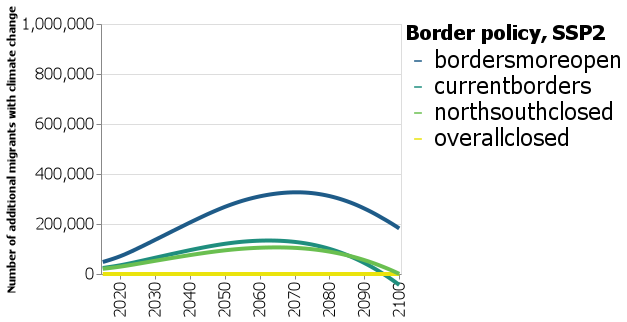 Number of additional migrants with climate change
1,000,000
800,000
600,000
400,000
200,000
0
2020
2030
2040
2050
2060
2070
2080
2090
2100
Border policy, SSP2
bordersmoreopen
currentborders
northsouthclosed
overallclosed